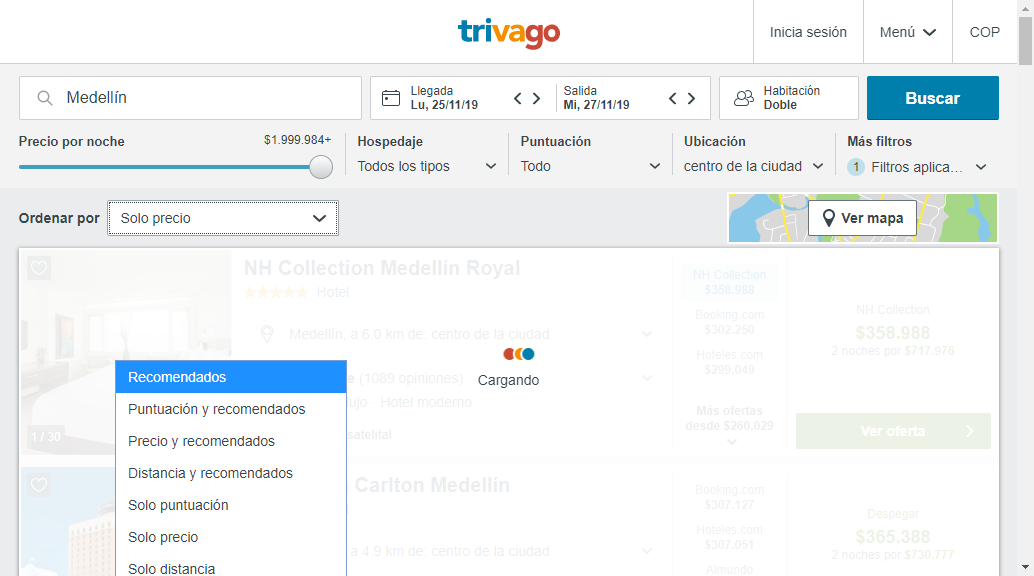 trivago
Inicia sesión
Menú
COP
Medellín
Llegada
Lu, 25/11/19
Salida
Mi, 27/11/19
Habitación
Doble
Buscar
Precio por noche
$1.999.984+
Hospedaje
Todos los tipos
Puntuación
Todo
Ubicación
centro de la ciudad
Más filtros
1 Filtros aplica...
Ordenar por
Solo precio
Ver mapa
NH Collection Medellín Royal
Hotel
Medellín, a 6.0 km de: centro de la ciudad
(1089 opiniones)
Hotel moderno
1 / 30
NH Collection
$358.988
Booking.com
$302.250
Hoteles.com
$299.049
Más ofertas
desde $260.029
NH Collection
$358.988
2 noches por $717.976
Ver oferta
Cargando
Recomendados
Puntuación y recomendados
Precio y recomendados
Distancia y recomendados
Solo puntuación
Solo precio
Solo distancia
Carlton Medellín
a 4.9 km de: centro de la ciudad
Booking.com
$307.127
Hoteles.com
$307.051
Almundo
Despegar
$365.388
2 noches por $730.777